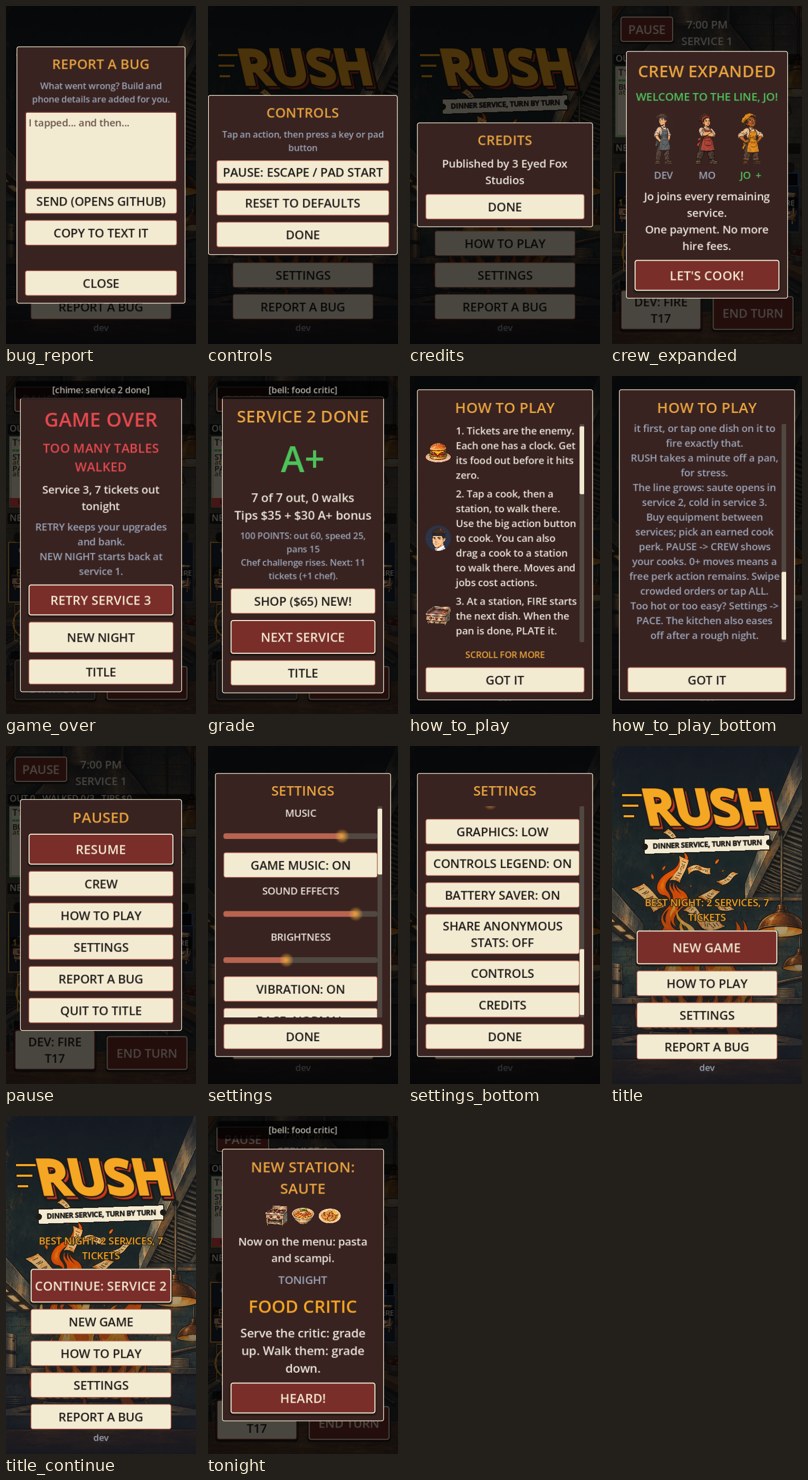 REPORT A BUG
What went wrong? Build and
phone details are added for you.
I tapped... and then...
SEND (OPENS GITHUB)
COPY TO TEXT IT
CLOSE
REPORT A BUG
dev
bug_report
RUSH
CONTROLS
Tap an action, then press a key or pad
button
PAUSE: ESCAPE / PAD START
RESET TO DEFAULTS
DONE
SETTINGS
REPORT A BUG
dev
controls
RUSH
DINNER SERVICE, TURN BY TURN
CREDITS
Published by 3 Eyed Fox
Studios
DONE
HOW TO PLAY
SETTINGS
REPORT A BUG
dev
credits
PAUSE
7:00 PM
SERVICE 1
CREW EXPANDED
WELCOME TO THE LINE, JO!
DEV MO JO +
Jo joins every remaining
service.
One payment. No more
hire fees.
LET'S COOK!
DEV: FIRE
T17
END TURN
crew_expanded
[chime: service 2 done]
GAME OVER
TOO MANY TABLES
WALKED
Service 3, 7 tickets out
tonight
RETRY keeps your upgrades
and bank.
NEW NIGHT starts back at
service 1.
RETRY SERVICE 3
NEW NIGHT
TITLE
game_over
[bell: food critic]
SERVICE 2 DONE
A+
7 of 7 out, 0 walks
Tips $35 + $30 A+ bonus
100 POINTS: out 60, speed 25,
pans 15
Chef challenge rises. Next: 11
tickets (+1 chef).
SHOP ($65) NEW!
NEXT SERVICE
TITLE
grade
HOW TO PLAY
1. Tickets are the enemy.
Each one has a clock. Get
its food out before it hits
zero.
2. Tap a cook, then a
station, to walk there.
Use the big action button
to cook. You can also
drag a cook to a station
to walk there. Moves and
jobs cost actions.
3. At a station, FIRE starts
the next dish. When the
pan is done, PLATE it.
SCROLL FOR MORE
GOT IT
how_to_play
HOW TO PLAY
it first, or tap one dish on it to
fire exactly that.
RUSH takes a minute off a pan,
for stress.
The line grows: saute opens in
service 2, cold in service 3.
Buy equipment between
services; pick an earned cook
perk. PAUSE -> CREW shows
your cooks. 0+ moves means a
free perk action remains. Swipe
crowded orders or tap ALL.
Too hot or too easy? Settings ->
PACE. The kitchen also eases
off after a rough night.
GOT IT
how_to_play_bottom
PAUSE
7:00 PM
SERVICE 1
PAUSED
RESUME
CREW
HOW TO PLAY
SETTINGS
REPORT A BUG
QUIT TO TITLE
DEV: FIRE
T17
END TURN
pause
SETTINGS
MUSIC
GAME MUSIC: ON
SOUND EFFECTS
BRIGHTNESS
VIBRATION: ON
DONE
dev
settings
SETTINGS
GRAPHICS: LOW
CONTROLS LEGEND: ON
BATTERY SAVER: ON
SHARE ANONYMOUS
STATS: OFF
CONTROLS
CREDITS
DONE
dev
settings_bottom
RUSH
DINNER SERVICE, TURN BY TURN
BEST NIGHT: 2 SERVICES, 7
TICKETS
NEW GAME
HOW TO PLAY
SETTINGS
REPORT A BUG
dev
title
RUSH
DINNER SERVICE, TURN BY TURN
BEST NIGHT: 2 SERVICES, 7
TICKETS
CONTINUE: SERVICE 2
NEW GAME
HOW TO PLAY
SETTINGS
REPORT A BUG
dev
title_continue
[bell: food critic]
PAUSE
NEW STATION:
SAUTE
Now on the menu: pasta
and scampi.
TONIGHT
FOOD CRITIC
Serve the critic: grade
up. Walk them: grade
down.
HEARD!
T17
END TURN
tonight